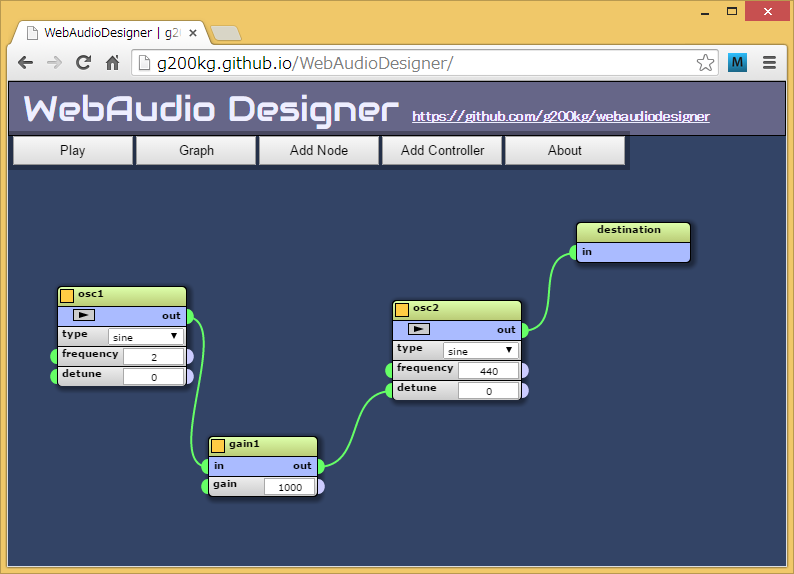 WebAudioDesigner | g20
g200kg.github.io/WebAudioDesigner/
M
WebAudio Designer https://github.com/g200kg/webaudiodesigner
Play Graph Add Node Add Controller About
destination
in
osc1
out
type sine
frequency 2
detune 0
osc2
out
type sine
frequency 440
detune 0
gain1
in out
gain 1000